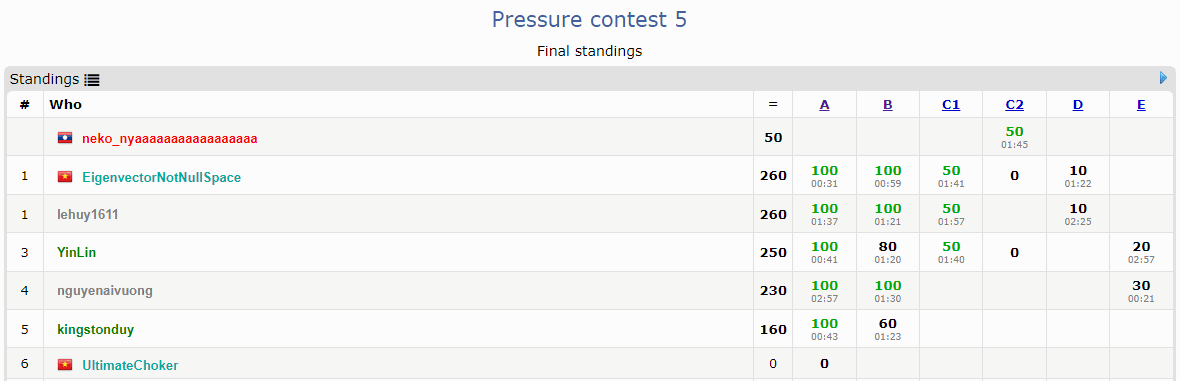 Pressure contest 5
Final standings
Standings
# Who = A B C1 C2 D E
neko_nyaaaaaaaaaaaaaaaaa 50 50
01:45
1 EigenvectorNotNullSpace 260 100 100 50 0 10
00:31 00:59 01:41 01:22
1 lehuy1611 260 100 100 50 10
01:37 01:21 01:57 02:25
3 YinLin 250 100 80 50 0 20
00:41 01:20 01:40 02:57
4 nguyenaivuong 230 100 100 30
02:57 01:30 00:21
5 kingstonduy 160 100 60
00:43 01:23
6 UltimateChoker 0 0